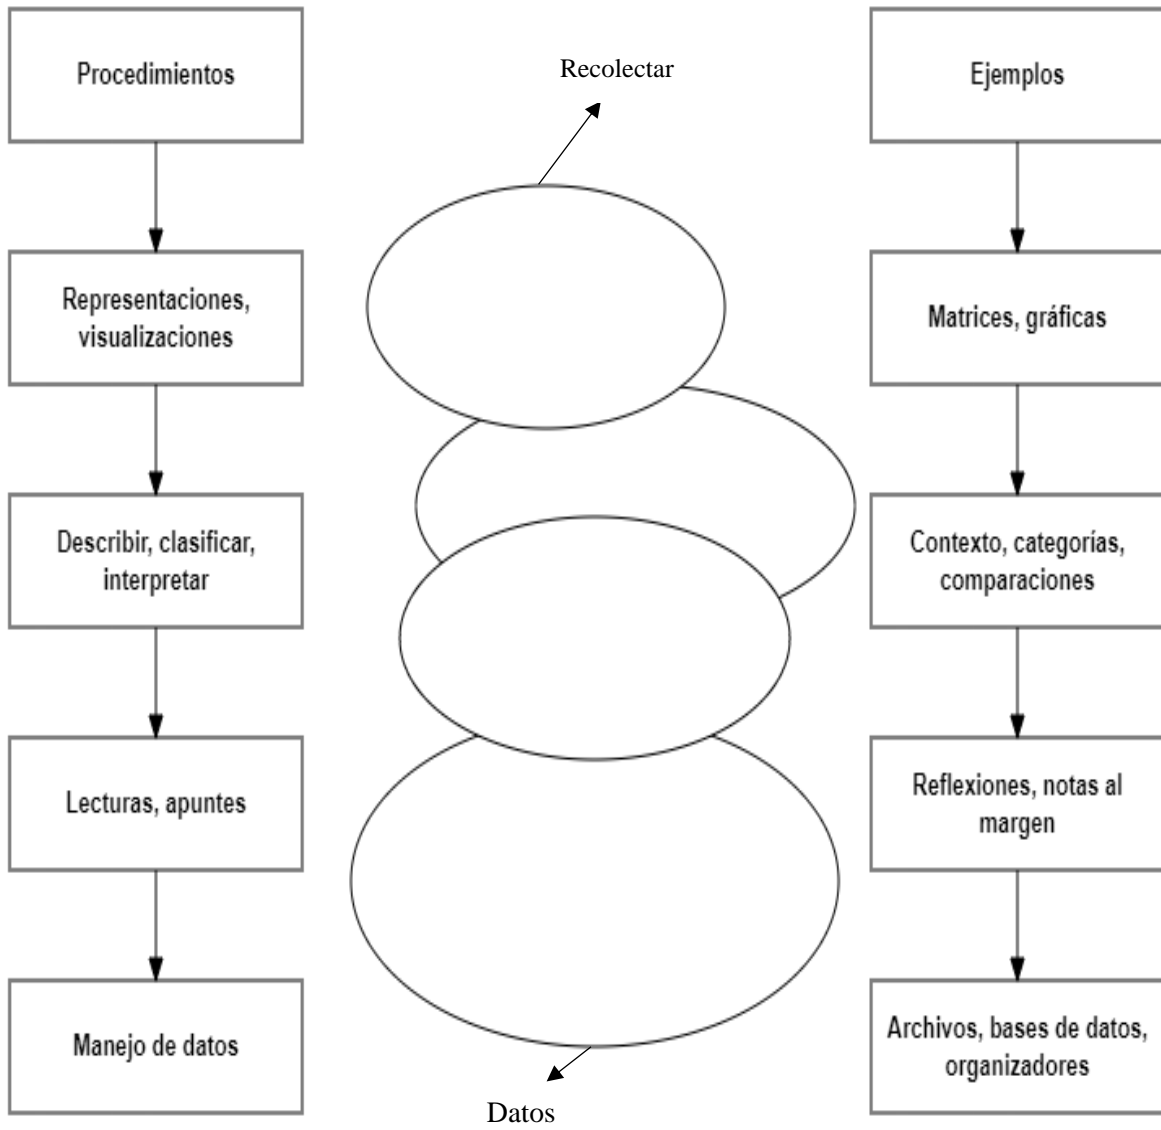 Procedimientos
Recolectar
Ejemplos
Representaciones,
visualizaciones
Matrices, gráficas
Describir, clasificar,
interpretar
Contexto, categorías,
comparaciones
Lecturas, apuntes
Reflexiones, notas al
margen
Manejo de datos
Archivos, bases de datos,
organizadores
Datos